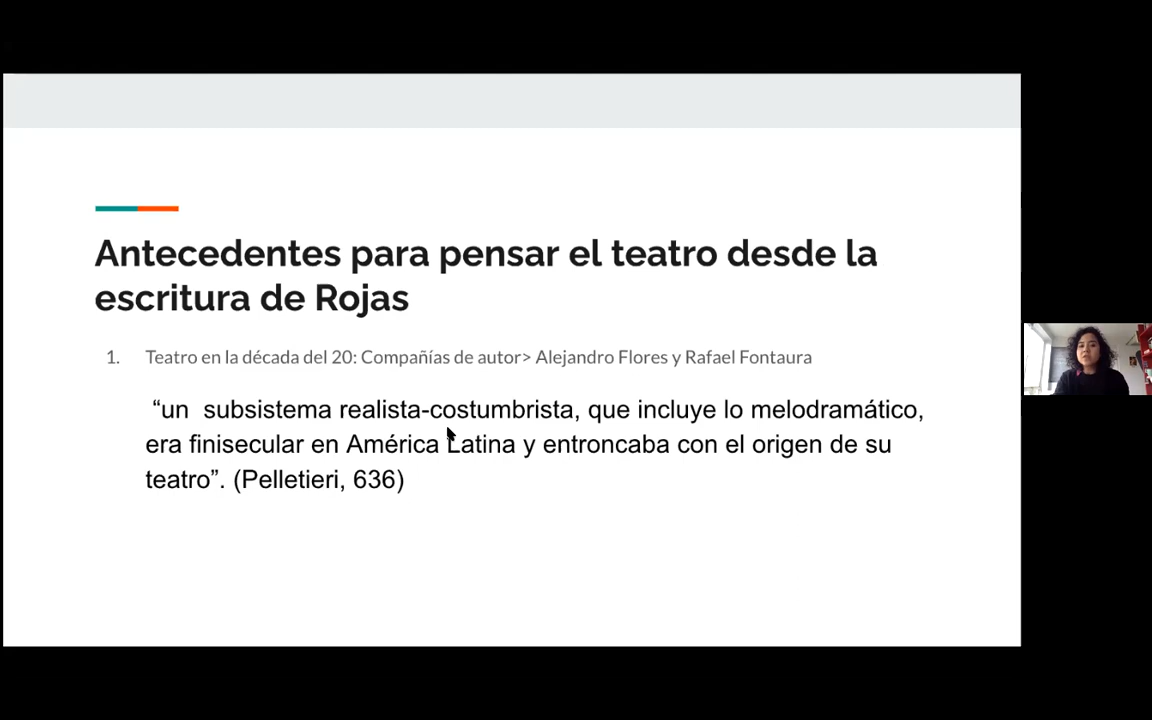 Antecedentes para pensar el teatro desde la
escritura de Rojas
1. Teatro en la década del 20: Compañías de autor> Alejandro Flores y Rafael Fontaura
“un  subsistema realista-costumbrista, que incluye lo melodramático,
era finisecular en América Latina y entroncaba con el origen de su
teatro”. (Pelletieri, 636)